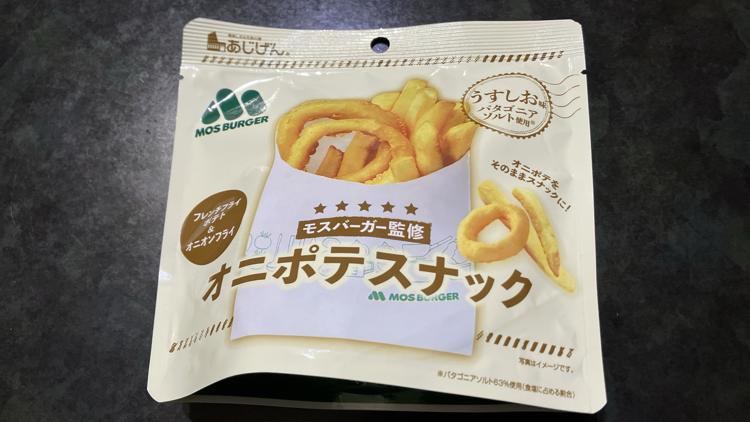 あじげん®
MOS BURGER
うすしお味
パタゴニア
ソルト使用※
オニポテを
そのままスナックに!
フレンチフライ
ポテト
&
オニオンフライ
モスバーガー監修
オニポテスナック
MOS BURGER
写真はイメージです。
※パタゴニアソルト63%使用(食塩に占める割合)